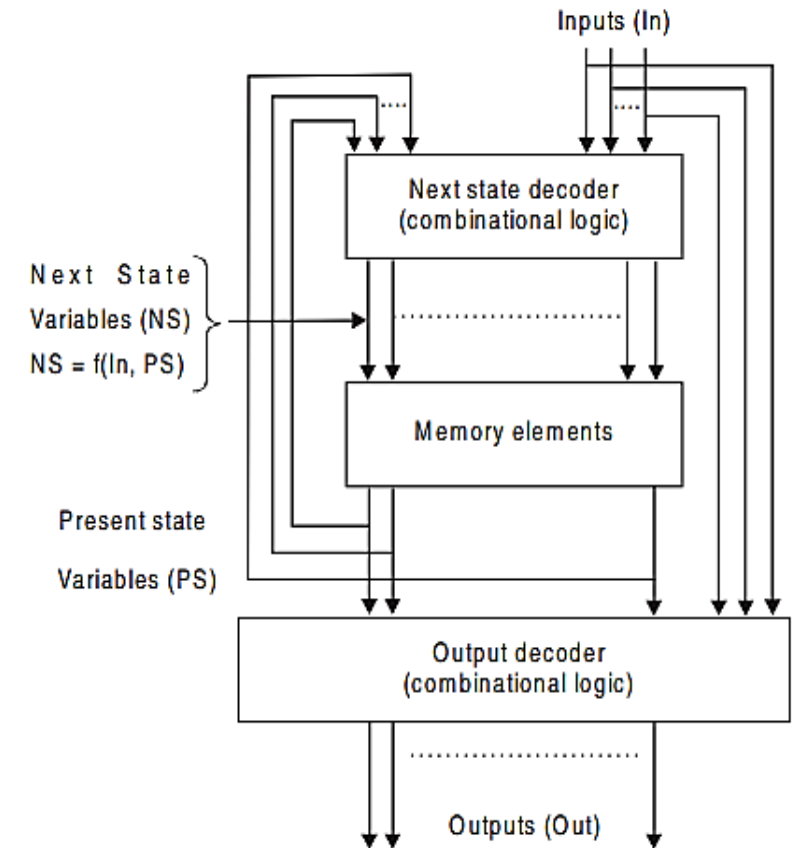 Inputs (In)
Next state decoder
(combinational logic)
Next State
Variables (NS)
NS = f(In, PS)
Memory elements
Present state
Variables (PS)
Output decoder
(combinational logic)
Outputs (Out)